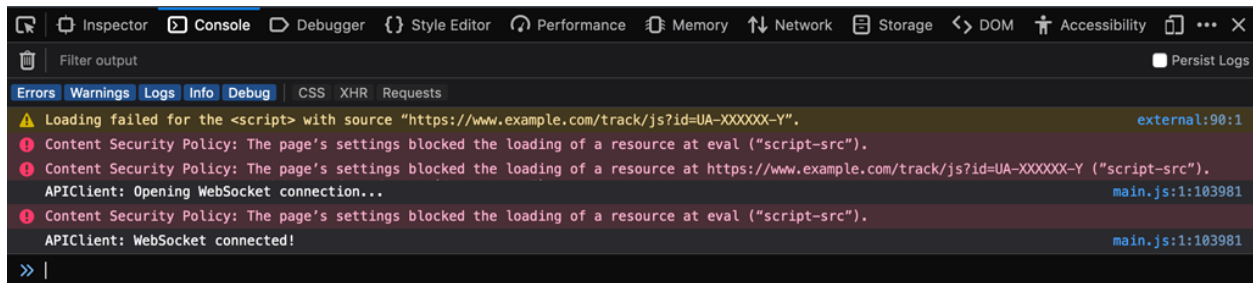 Inspector Console Debugger {} Style Editor Performance Memory Network Storage DOM Accessibility
Filter output Persist Logs
Errors Warnings Logs Info Debug CSS XHR Requests
Loading failed for the <script> with source “https://www.example.com/track/js?id=UA-XXXXXX-Y”. external:90:1
Content Security Policy: The page’s settings blocked the loading of a resource at eval (“script-src”).
Content Security Policy: The page’s settings blocked the loading of a resource at https://www.example.com/track/js?id=UA-XXXXXX-Y (”script-src”).
APIClient: Opening WebSocket connection... main.js:1:103981
Content Security Policy: The page’s settings blocked the loading of a resource at eval (“script-src”).
APIClient: WebSocket connected! main.js:1:103981